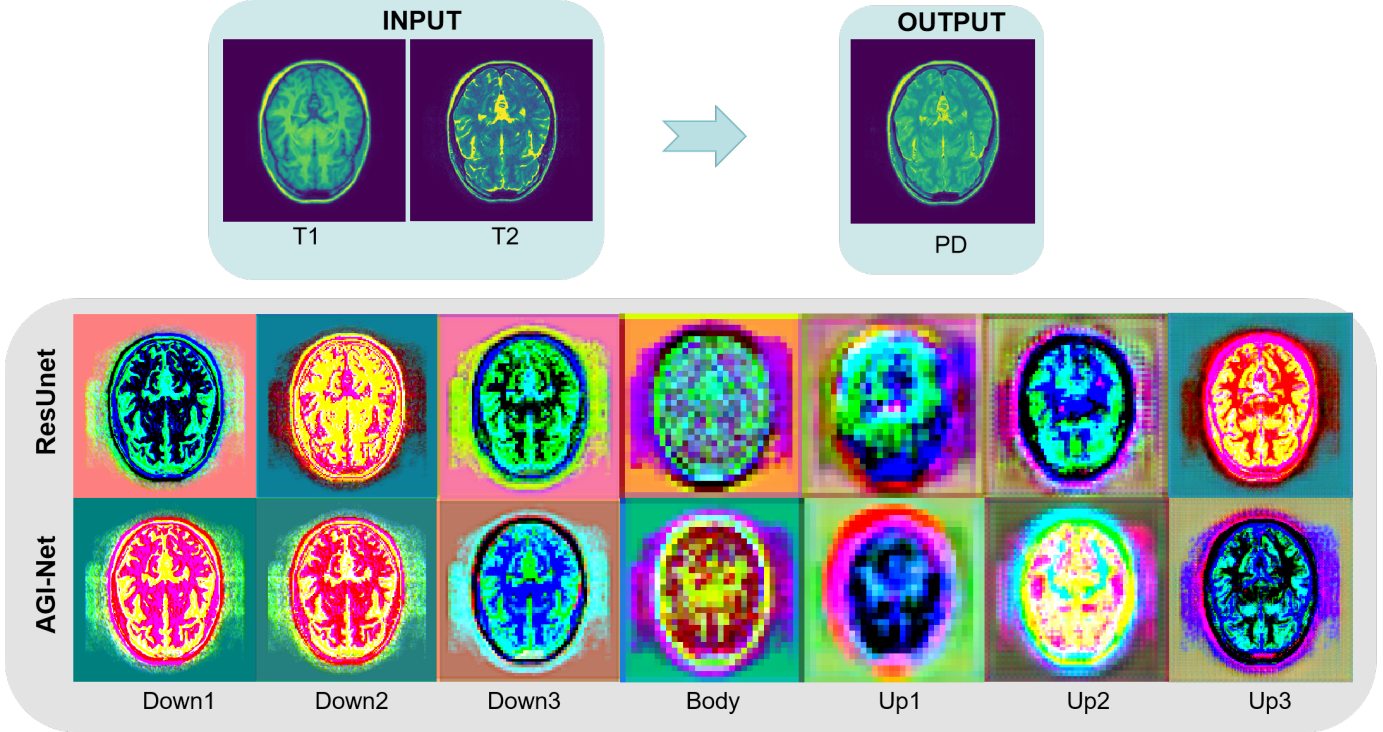 INPUT
OUTPUT
T1
T2
PD
ResUnet
AGI-Net
Down1
Down2
Down3
Body
Up1
Up2
Up3